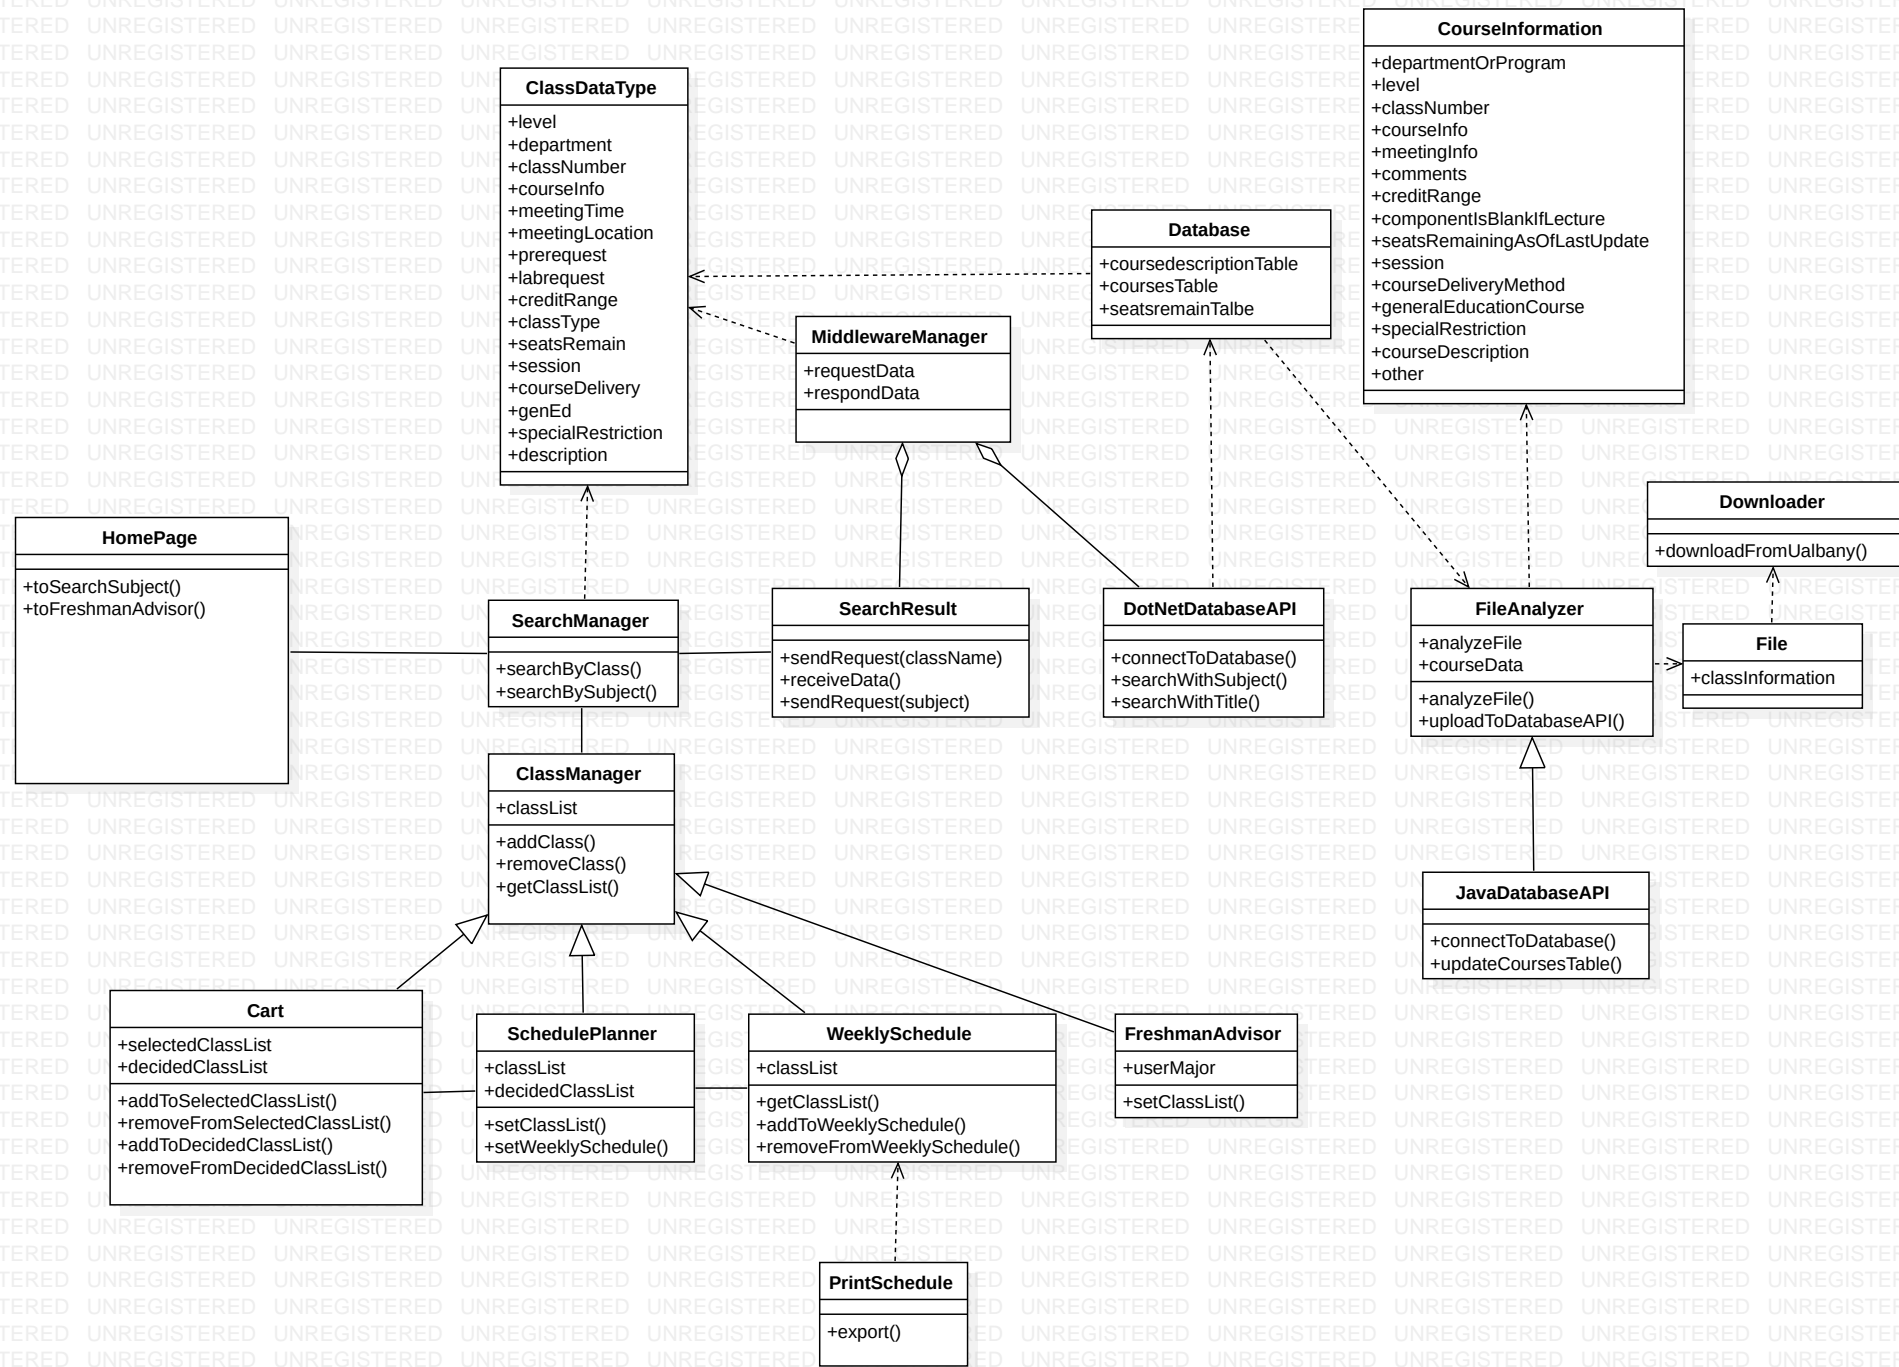 CourseInformation
+departmentOrProgram
+level
+classNumber
+courseInfo
+meetingInfo
+comments
+creditRange
+componentIsBlankIfLecture
+seatsRemainingAsOfLastUpdate
+session
+courseDeliveryMethod
+generalEducationCourse
+specialRestriction
+courseDescription
+other
ClassDataType
+level
+department
+classNumber
+courseInfo
+meetingTime
+meetingLocation
+prerequest
+labrequest
+creditRange
+classType
+seatsRemain
+session
+courseDelivery
+genEd
+specialRestriction
+description
Database
+coursedescriptionTable
+coursesTable
+seatsremainTalbe
MiddlewareManager
+requestData
+respondData
Downloader
+downloadFromUalbany()
HomePage
+toSearchSubject()
+toFreshmanAdvisor()
SearchManager
+searchByClass()
+searchBySubject()
SearchResult
+sendRequest(className)
+receiveData()
+sendRequest(subject)
DotNetDatabaseAPI
+connectToDatabase()
+searchWithSubject()
+searchWithTitle()
FileAnalyzer
+analyzeFile
+courseData
+analyzeFile()
+uploadToDatabaseAPI()
File
+classInformation
ClassManager
+classList
+addClass()
+removeClass()
+getClassList()
JavaDatabaseAPI
+connectToDatabase()
+updateCoursesTable()
Cart
+selectedClassList
+decidedClassList
+addToSelectedClassList()
+removeFromSelectedClassList()
+addToDecidedClassList()
+removeFromDecidedClassList()
SchedulePlanner
+classList
+decidedClassList
+setClassList()
+setWeeklySchedule()
WeeklySchedule
+classList
+getClassList()
+addToWeeklySchedule()
+removeFromWeeklySchedule()
FreshmanAdvisor
+userMajor
+setClassList()
PrintSchedule
+export()
UNREGISTERED